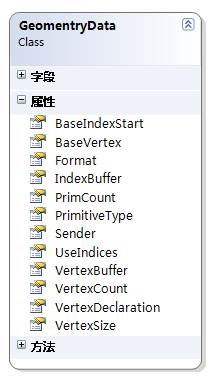 GeomentryData
Class
字段
属性
BaseIndexStart
BaseVertex
Format
IndexBuffer
PrimCount
PrimitiveType
Sender
UseIndices
VertexBuffer
VertexCount
VertexDeclaration
VertexSize
方法